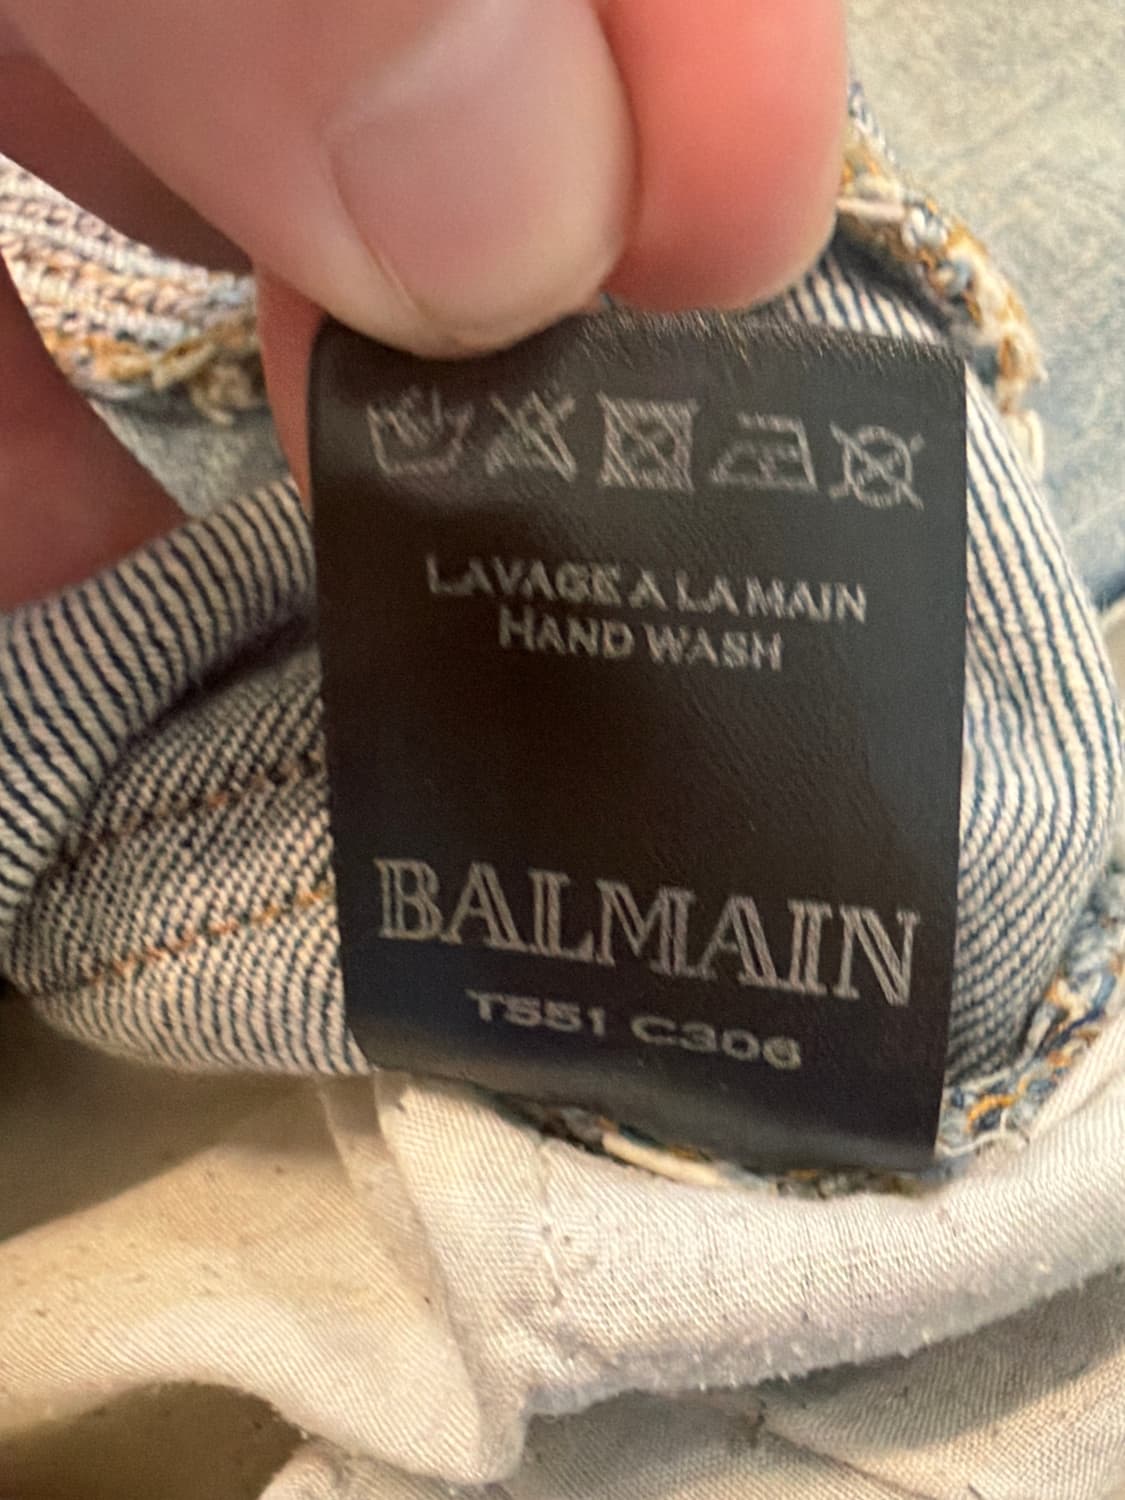 LAVAGE A LA MAIN
HAND WASH
BALMAIN
T551 C306